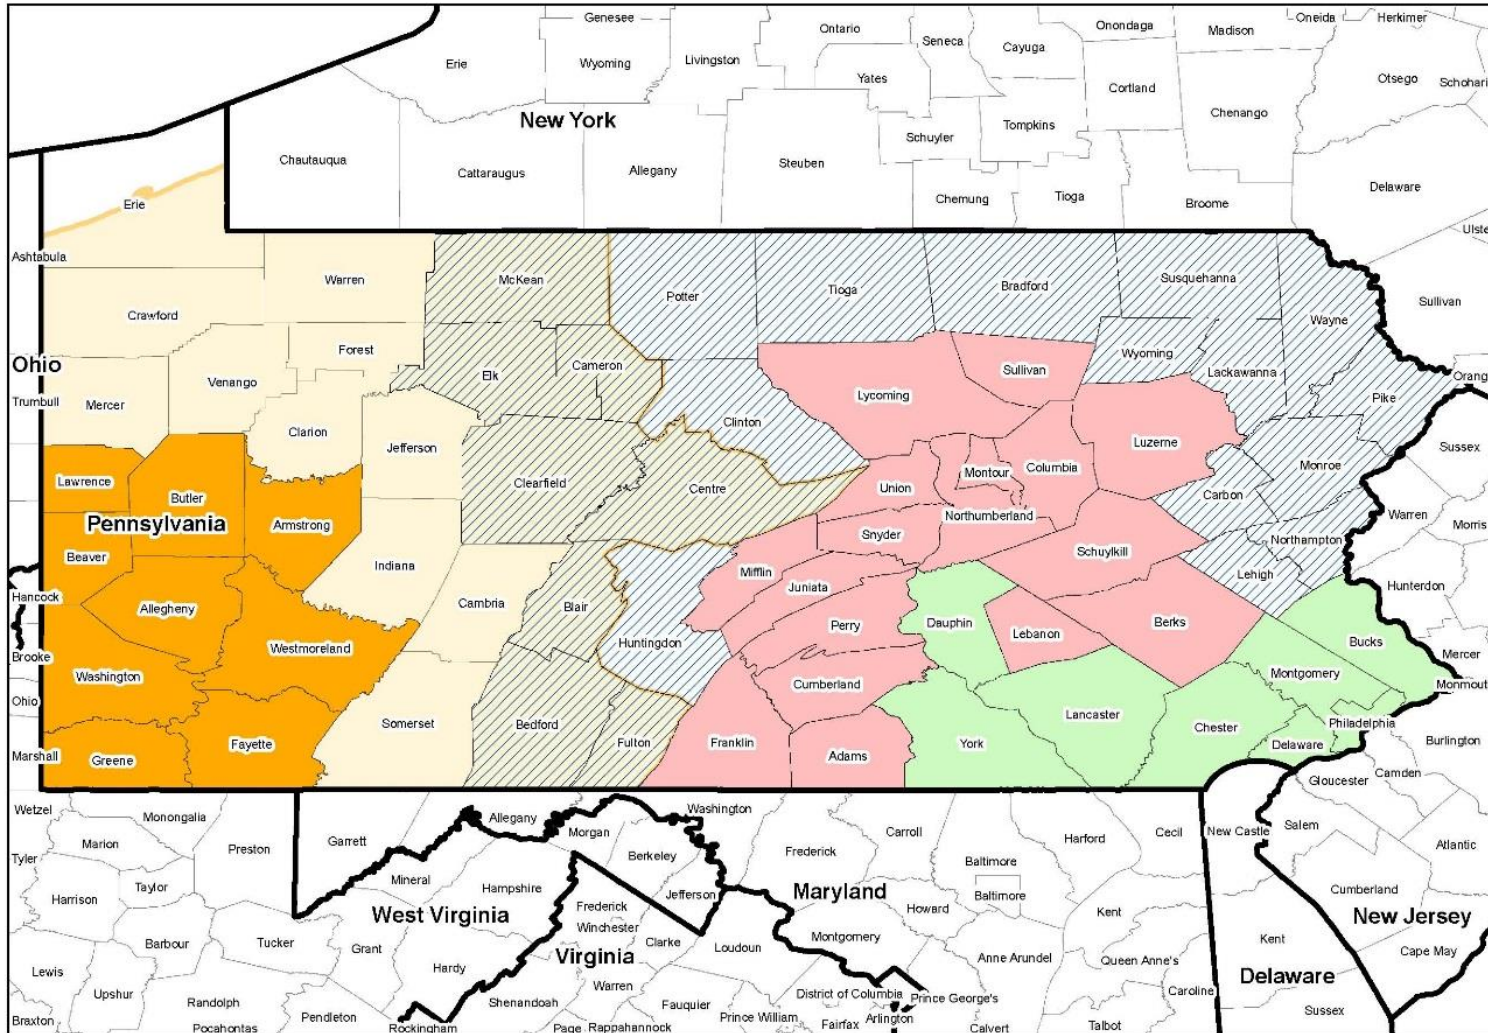 Genesee
Ontario
Onondaga
Oneida
Herkimer
Madison
Seneca
Cayuga
Erie
Wyoming
Livingston
Yates
Cortland
Otsego
Schohari
Chenango
New York
Tompkins
Schuyler
Chautauqua
Cattaraugus
Allegany
Steuben
Delaware
Chemung
Tioga
Broome
Erie
Ulste
Ashtabula
Warren
McKean
Potter
Tioga
Bradford
Susquehanna
Sullivan
Crawford
Wayne
Forest
Wyoming
Ohio
Venango
Elk
Cameron
Sullivan
Lackawanna
Orang
Trumbull
Mercer
Lycoming
Pike
Clarion
Clinton
Jefferson
Luzerne
Sussex
Lawrence
Butler
Clearfield
Centre
Union
Montour
Columbia
Monroe
Carbon
Pennsylvania
Armstrong
Northumberland
Warren
Morris
Beaver
Snyder
Schuylkill
Northampton
Indiana
Mifflin
Juniata
Lehigh
Hunterdon
Hancock
Allegheny
Cambria
Blair
Perry
Dauphin
Lebanon
Berks
Brooke
Westmoreland
Huntingdon
Bucks
Mercer
Washington
Cumberland
Montgomery
Monmout
Ohio
Somerset
Bedford
Lancaster
Chester
Philadelphia
Marshall
Greene
Fayette
Fulton
Franklin
Adams
York
Delaware
Burlington
Gloucester
Camden
Wetzel
Monongalia
Allegany
Washington
Marion
Garrett
Morgan
Carroll
Harford
Cecil
New Castle
Salem
Tyler
Preston
Berkeley
Frederick
Baltimore
Atlantic
Taylor
Mineral
Hampshire
Jefferson
Maryland
Baltimore
Cumberland
Harrison
West Virginia
Frederick
Howard
Kent
New Jersey
Winchester
Barbour
Tucker
Grant
Clarke
Loudoun
Montgomery
Kent
Cape May
Virginia
Anne Arundel
Queen Anne's
Lewis
Hardy
Delaware
Upshur
Warren
District of Columbia
Prince George's
Caroline
Randolph
Shenandoah
Fauquier
Braxton
Pendleton
Prince William
Arlington
Sussex
Pocahontas
Rockingham
Page
Rappahannock
Fairfax
Calvert
Talbot